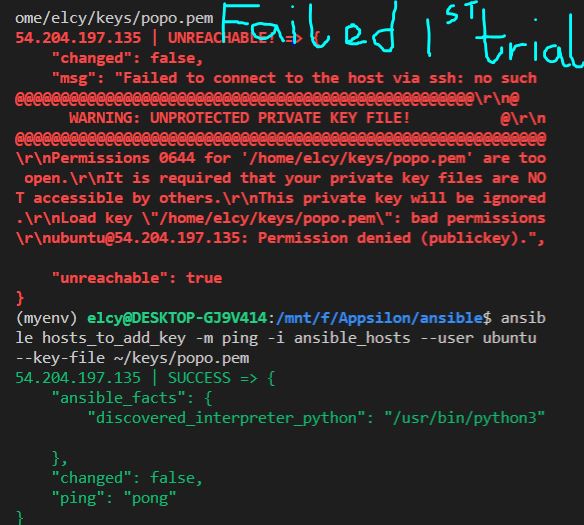 ome/elcy/keys/popo.pem
Failed 1ST trial
54.204.197.135 | UNREACHABLE! => {
    "changed": false,
    "msg": "Failed to connect to the host via ssh: no such
@@@@@@@@@@@@@@@@@@@@@@@@@@@@@@@@@@@@@@@@@@@@@@@@@@@\r\n@
      WARNING: UNPROTECTED PRIVATE KEY FILE!          @\r\n
@@@@@@@@@@@@@@@@@@@@@@@@@@@@@@@@@@@@@@@@@@@@@@@@@@@@@@@@@@@
\r\nPermissions 0644 for '/home/elcy/keys/popo.pem' are too
 open.\r\nIt is required that your private key files are NO
T accessible by others.\r\nThis private key will be ignored
.\r\nLoad key \"/home/elcy/keys/popo.pem\": bad permissions
\r\nubuntu@54.204.197.135: Permission denied (publickey).",
    "unreachable": true
}
(myenv) elcy@DESKTOP-GJ9V414:/mnt/f/Appsilon/ansible$ ansib
le hosts_to_add_key -m ping -i ansible_hosts --user ubuntu
--key-file ~/keys/popo.pem
54.204.197.135 | SUCCESS => {
    "ansible_facts": {
        "discovered_interpreter_python": "/usr/bin/python3"
    },
    "changed": false,
    "ping": "pong"
}